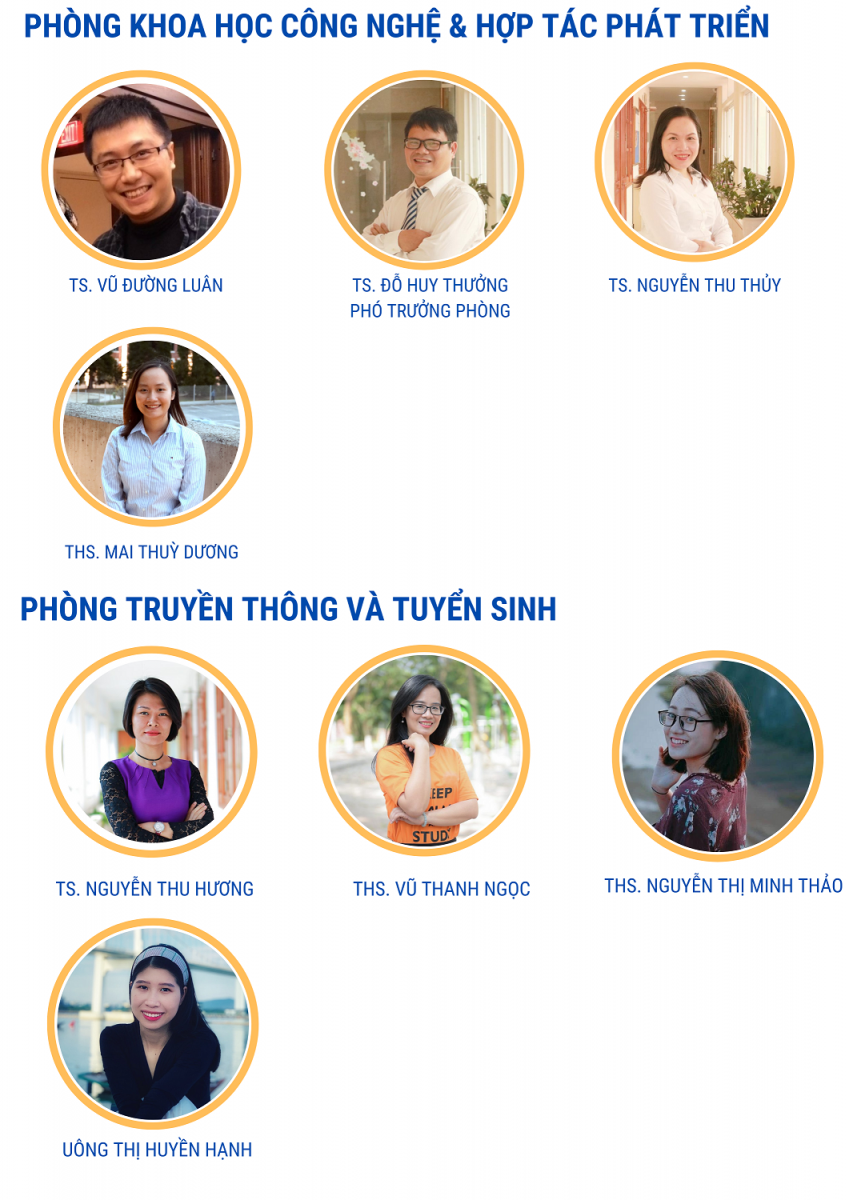 PHÒNG KHOA HỌC CÔNG NGHỆ & HỢP TÁC PHÁT TRIỂN
EXIT
TS. VŨ ĐƯỜNG LUÂN
TS. ĐỖ HUY THƯỞNG
PHÓ TRƯỞNG PHÒNG
TS. NGUYỄN THU THỦY
THS. MAI THUỲ DƯƠNG
PHÒNG TRUYỀN THÔNG VÀ TUYỂN SINH
STUD
TS. NGUYỄN THU HƯƠNG
THS. VŨ THANH NGỌC
THS. NGUYỄN THỊ MINH THẢO
UÔNG THỊ HUYỀN HẠNH